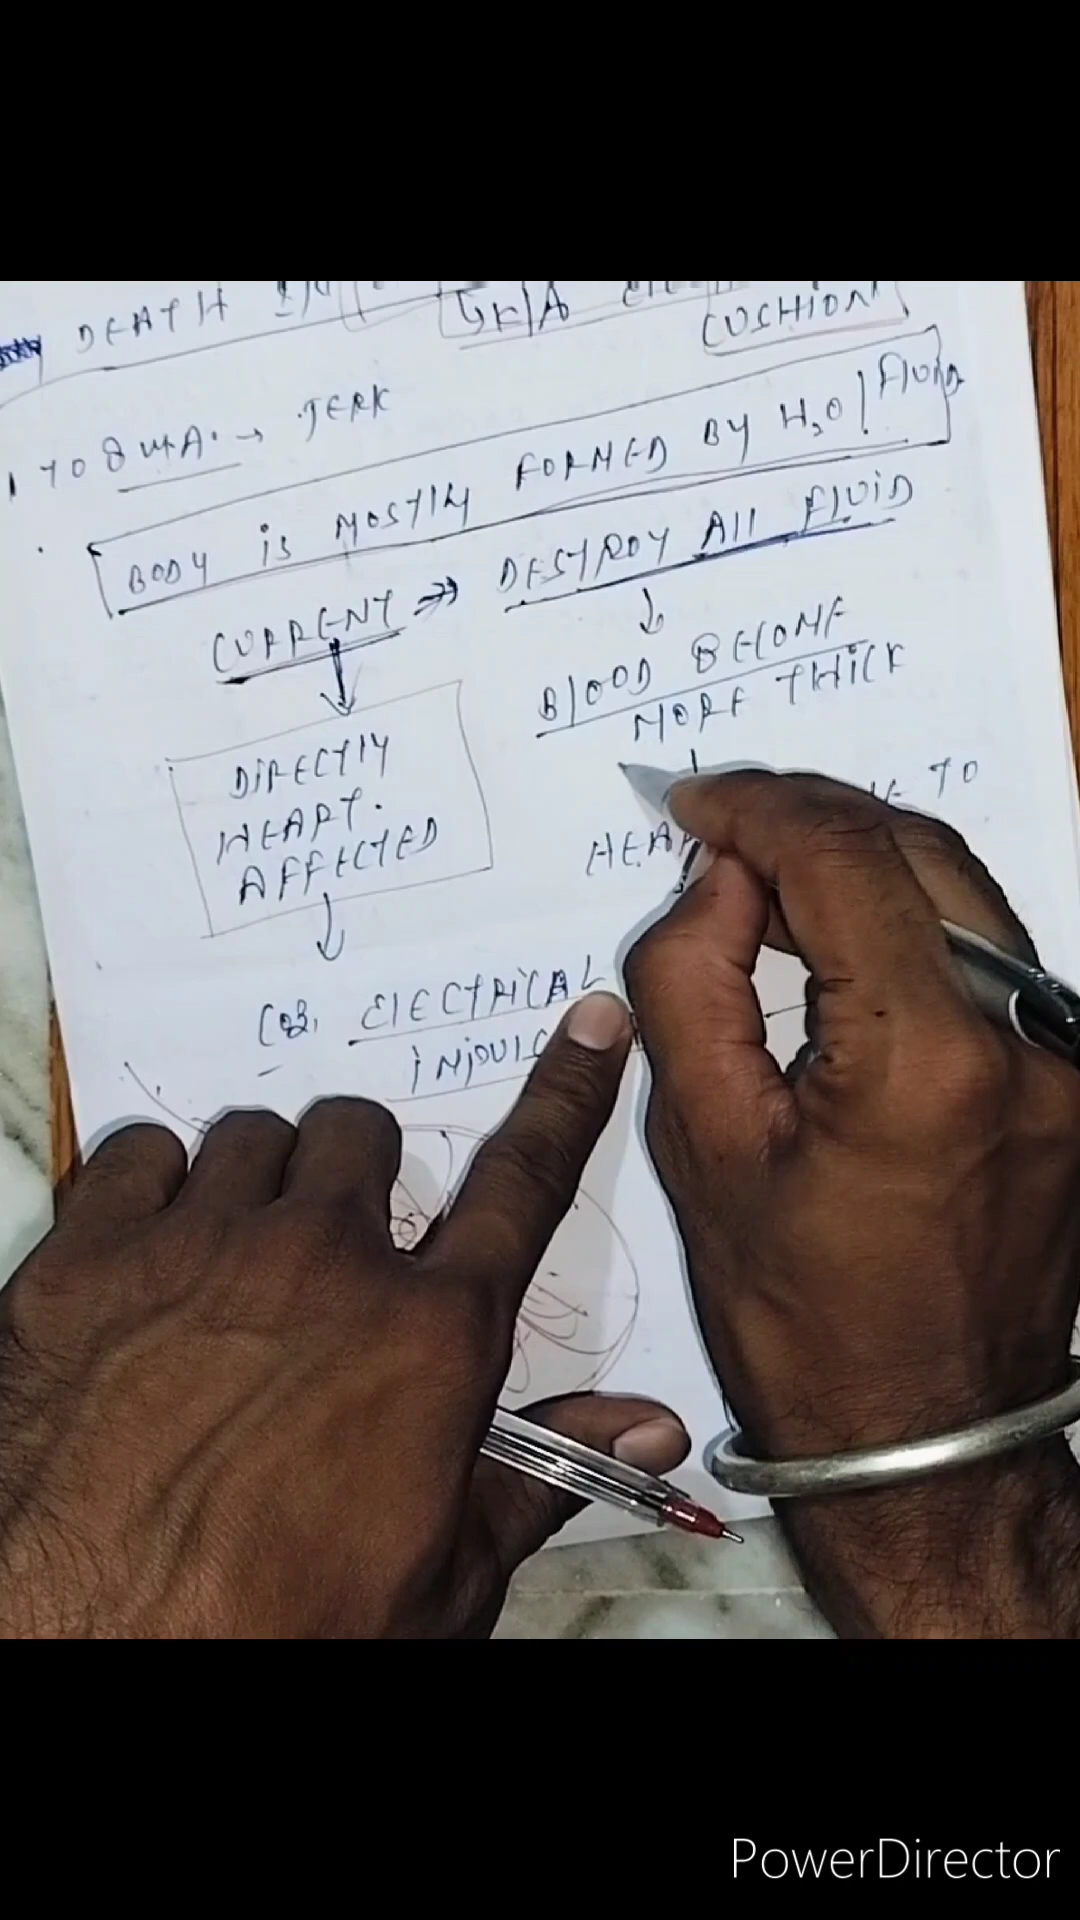 DEATH
CUSHION
1 TO 8 mA. → JERK
BODY is MOSTLY FORMED BY H2O | FLUID
CURRENT ⇒ DESTROY All FLUID
↓
BLOOD BECOME
MORE THICK
DIRECTLY
HEART.
AFFECTED
↓
TO
ELECTRICAL
PowerDirector